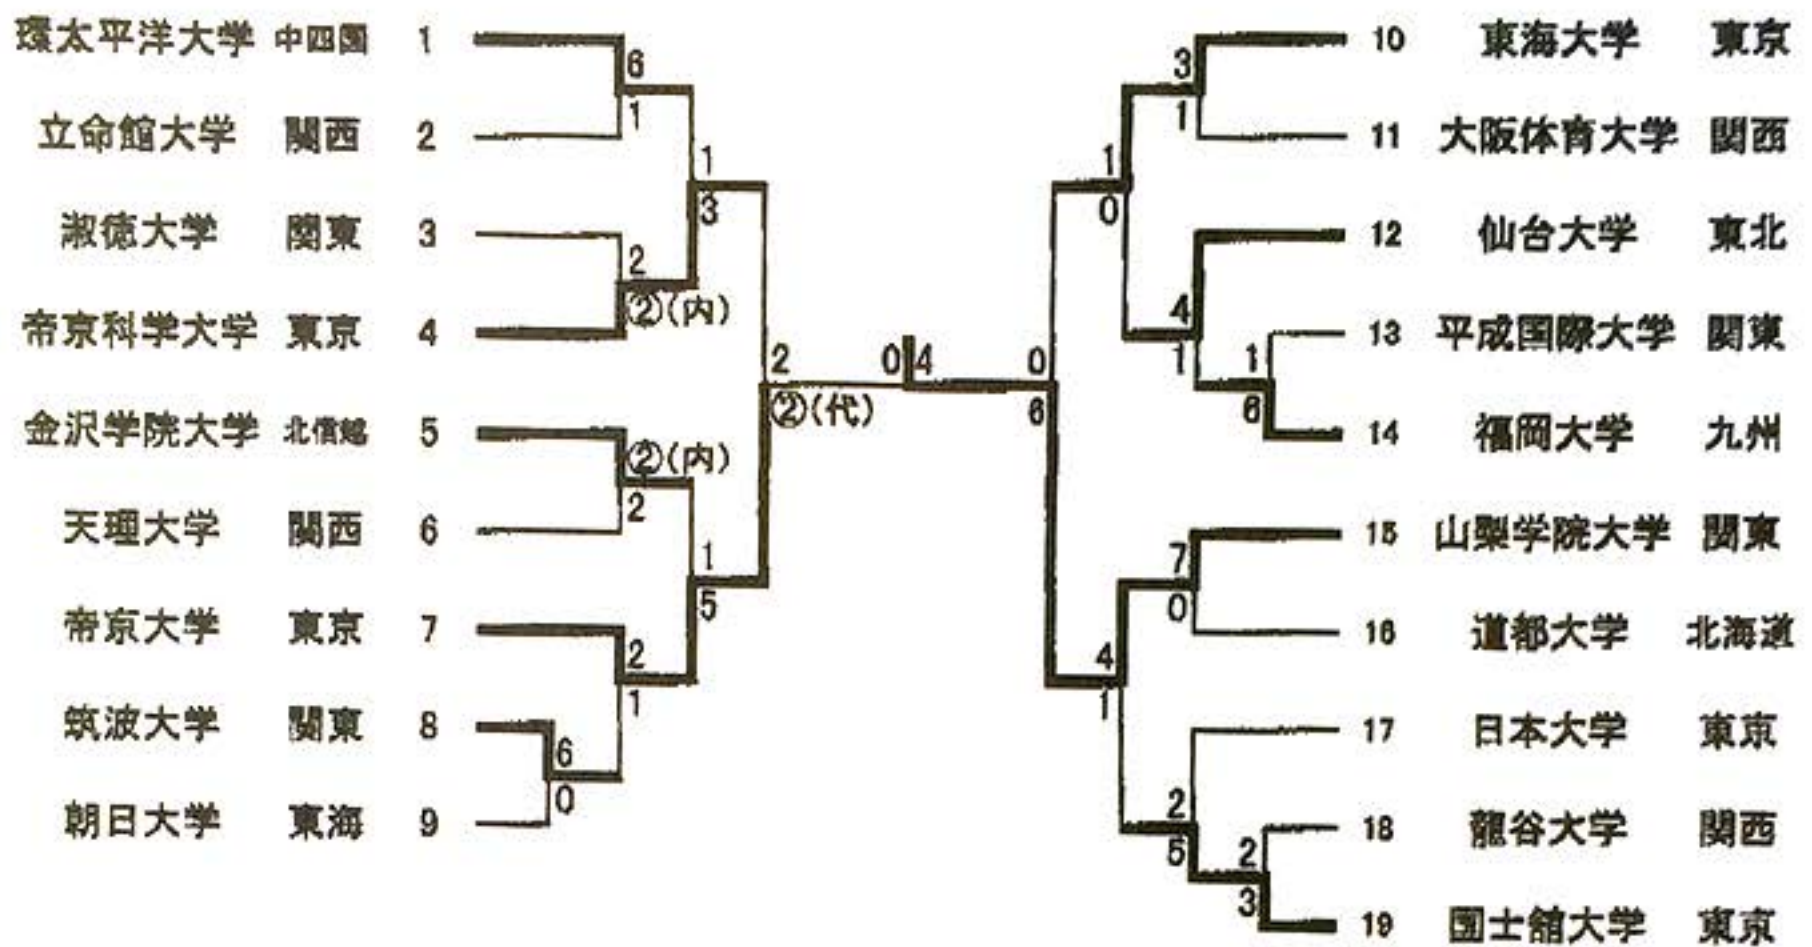 環太平洋大学 中四国 1
立命館大学 関西 2
淑徳大学 関東 3
帝京科学大学 東京 4
金沢学院大学 北信越 5
天理大学 関西 6
帝京大学 東京 7
筑波大学 関東 8
朝日大学 東海 9
6
1
1
3
2
②(内)
2
②(代)
②(内)
2
1
5
2
1
6
0
0 4
3
1
1
0
4
1
1
6
0
6
7
0
4
1
2
5
2
3
10 東海大学 東京
11 大阪体育大学 関西
12 仙台大学 東北
13 平成国際大学 関東
14 福岡大学 九州
15 山梨学院大学 関東
16 道都大学 北海道
17 日本大学 東京
18 龍谷大学 関西
19 国士舘大学 東京